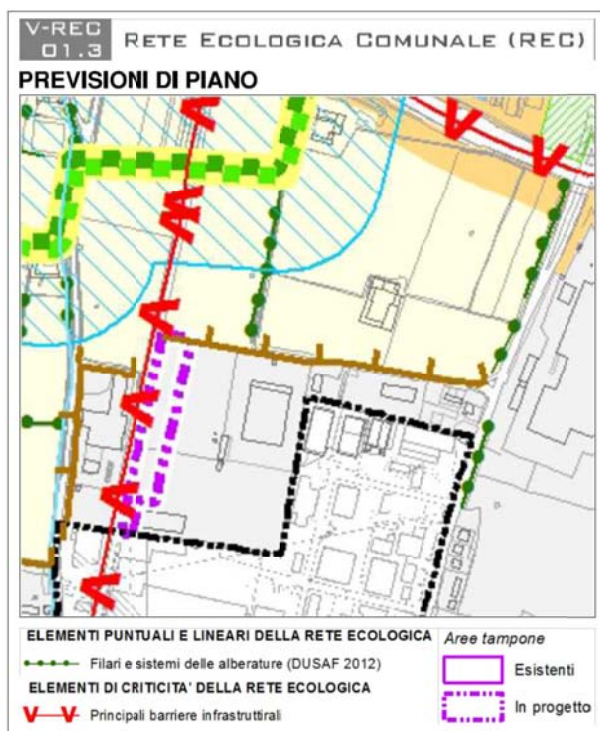 V-REC
01.3
RETE ECOLOGICA COMUNALE (REC)
PREVISIONI DI PIANO
ELEMENTI PUNTUALI E LINEARI DELLA RETE ECOLOGICA
Filari e sistemi delle alberature (DUSAF 2012)
ELEMENTI DI CRITICITA' DELLA RETE ECOLOGICA
Principali barriere infrastruttirali
Aree tampone
Esistenti
In progetto